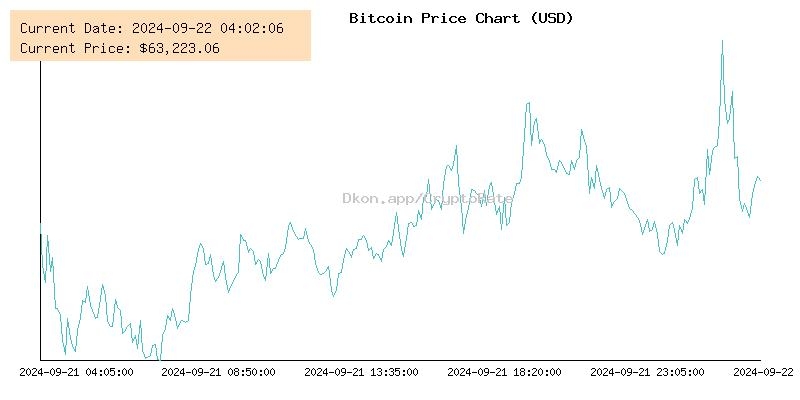 Bitcoin Price Chart (USD)
Current Date: 2024-09-22 04:02:06
Current Price: $63,223.06
Dkon.app/CryptoRate
2024-09-21 04:05:00 2024-09-21 08:50:00 2024-09-21 13:35:00 2024-09-21 18:20:00 2024-09-21 23:05:00 2024-09-22